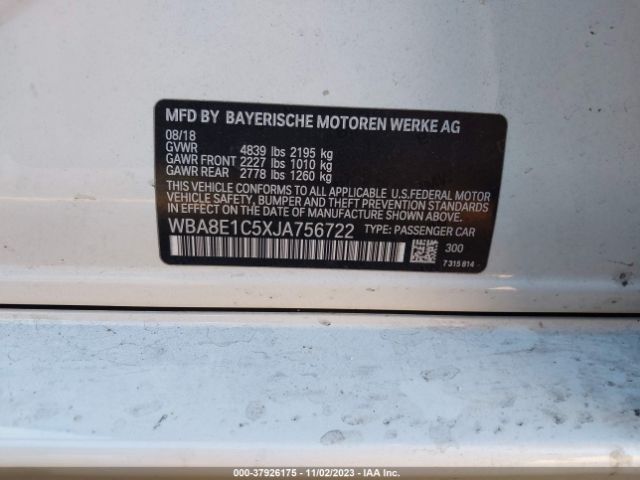 MFD BY BAYERISCHE MOTOREN WERKE AG
08/18
GVWR 4839 lbs 2195 kg
GAWR FRONT 2227 lbs 1010 kg
GAWR REAR 2778 lbs 1260 kg
THIS VEHICLE CONFORMS TO ALL APPLICABLE U.S.FEDERAL MOTOR
VEHICLE SAFETY, BUMPER AND THEFT PREVENTION STANDARDS IN
EFFECT ON THE DATE OF MANUFACTURE SHOWN ABOVE.
WBA8E1C5XJA756722 TYPE: PASSENGER CAR
300
7315814
000-37926175 - 11/02/2023 - © IAA Inc.